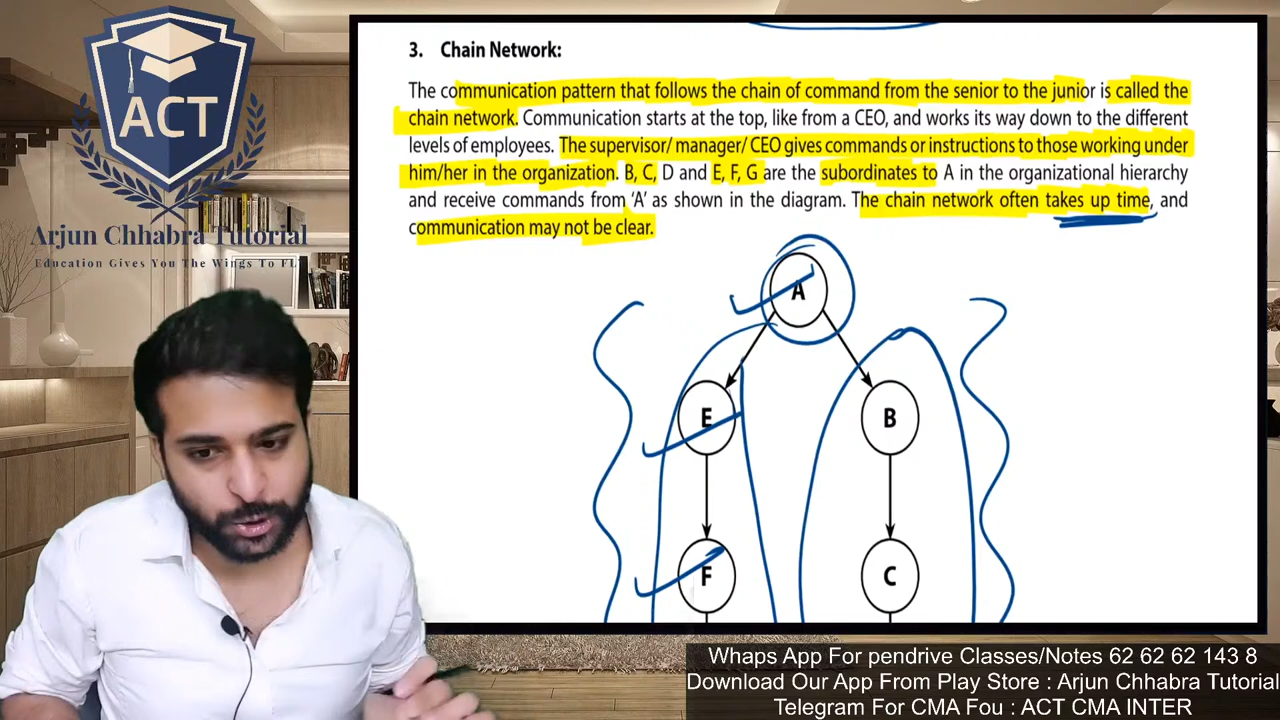 ACT
Arjun Chhabra Tutorial
Education Gives You The Wings To FL
3. Chain Network:
The communication pattern that follows the chain of command from the senior to the junior is called the
chain network. Communication starts at the top, like from a CEO, and works its way down to the different
levels of employees. The supervisor/ manager/ CEO gives commands or instructions to those working under
him/her in the organization. B, C, D and E, F, G are the subordinates to A in the organizational hierarchy
and receive commands from ‘A’ as shown in the diagram. The chain network often takes up time, and
communication may not be clear.
A
E B
F C
Whaps App For pendrive Classes/Notes 62 62 62 143 8
Download Our App From Play Store : Arjun Chhabra Tutorial
Telegram For CMA Fou : ACT CMA INTER